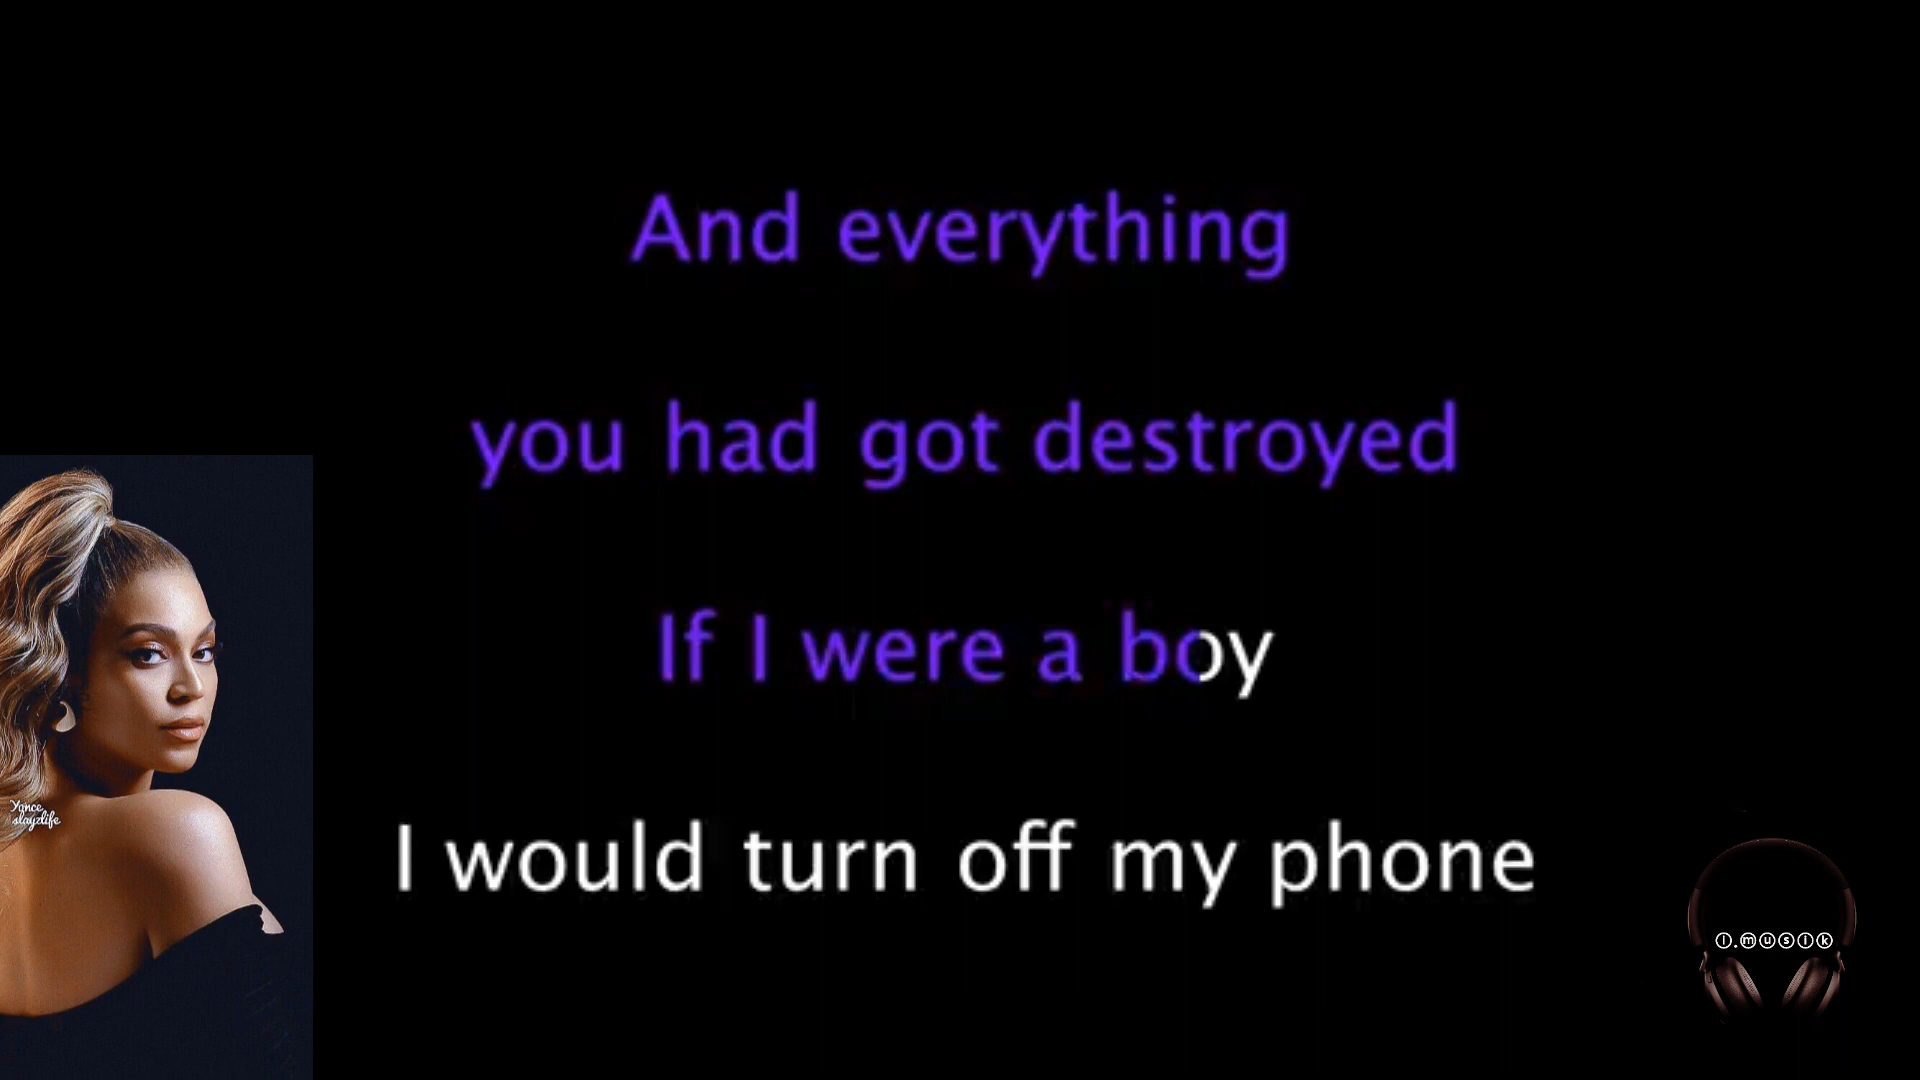 And everything
you had got destroyed
If I were a boy
I would turn off my phone
Yonce
slayzlife
i.musik